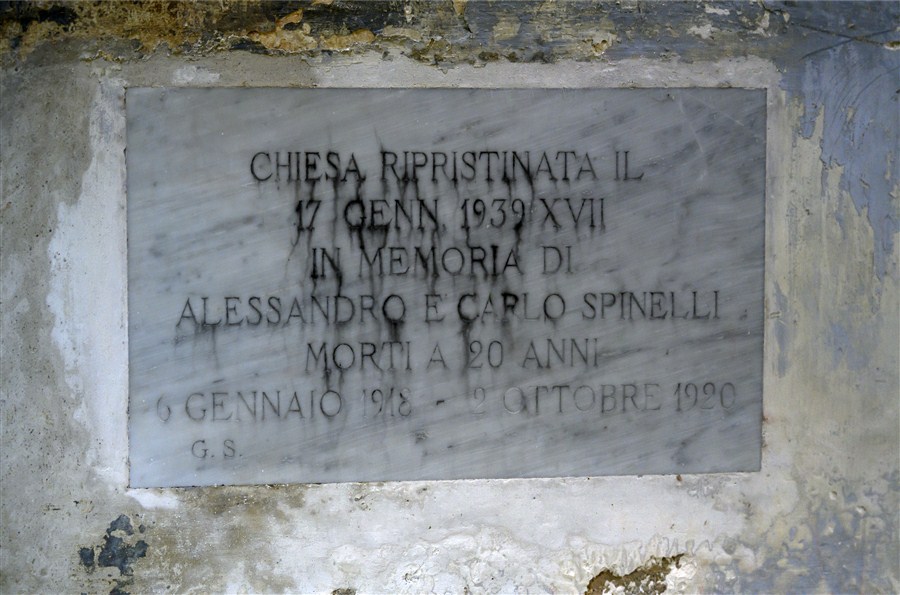 CHIESA RIPRISTINATA IL
17 GENN. 1939 XVII
IN MEMORIA DI
ALESSANDRO E CARLO SPINELLI
MORTI A 20 ANNI
6 GENNAIO 1918 - 2 OTTOBRE 1920
G. S.